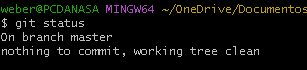 weber@PCDANASA MINGW64 ~/OneDrive/Documentos
$ git status
On branch master
nothing to commit, working tree clean